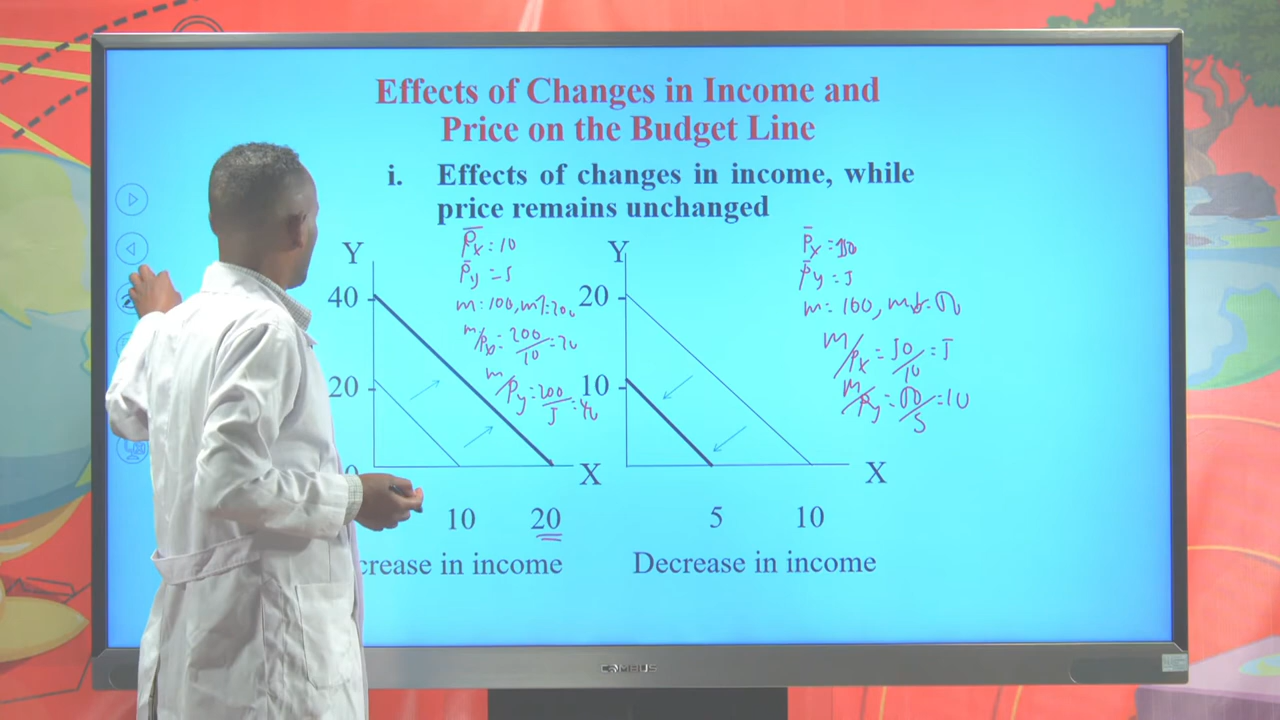 Effects of Changes in Income and
Price on the Budget Line
i. Effects of changes in income, while
price remains unchanged
Y
40
20
0
X
10 20
crease in income
P̅x = 10
P̅y = 5
m = 100, m↑ = 200
m/Px = 200/10 = 20
m/Py = 200/5 = 40
Y
20
10
X
5 10
Decrease in income
P̅x = 10
P̅y = 5
m = 100, m↓ = 50
m/Px = 50/10 = 5
m/Py = 50/5 = 10
CAMBUS